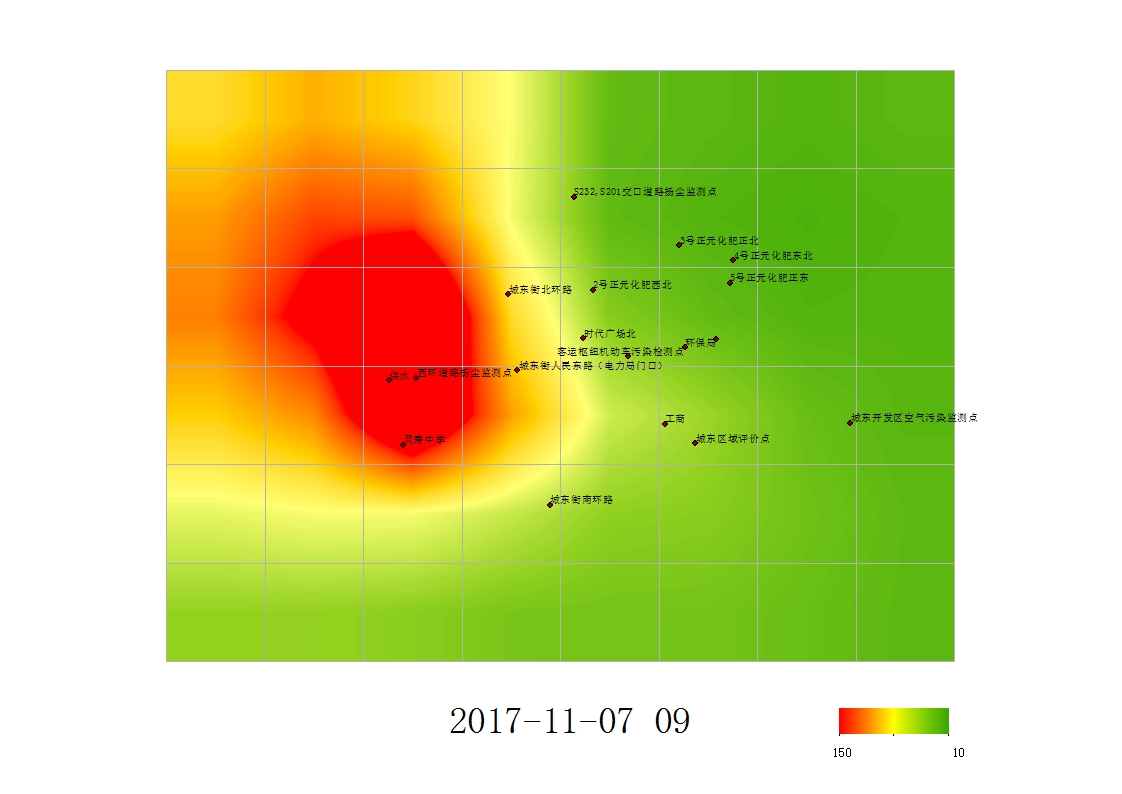 S232,S201交口道路扬尘监测点
3号正元化肥正北
4号正元化肥东北
5号正元化肥正东
2号正元化肥西北
城东街北环路
时代广场北
环保局
客运枢纽机动车污染检测点
城东街人民东路（电力局门口）
供水
西环道路扬尘监测点
工商
城东开发区空气污染监测点
城东区域评价点
灵寿中学
城东街南环路
2017-11-07 09
150
10